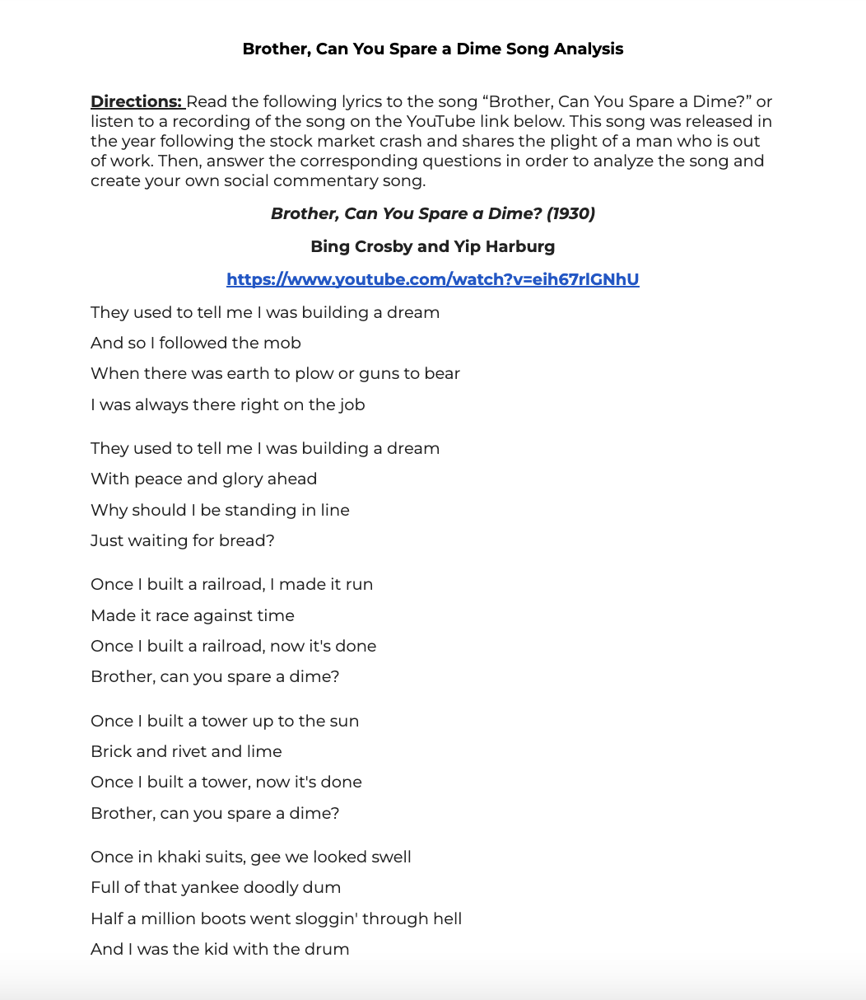 Brother, Can You Spare a Dime Song Analysis
Directions: Read the following lyrics to the song “Brother, Can You Spare a Dime?” or
listen to a recording of the song on the YouTube link below. This song was released in
the year following the stock market crash and shares the plight of a man who is out
of work. Then, answer the corresponding questions in order to analyze the song and
create your own social commentary song.
Brother, Can You Spare a Dime? (1930)
Bing Crosby and Yip Harburg
https://www.youtube.com/watch?v=eih67rlGNhU
They used to tell me I was building a dream
And so I followed the mob
When there was earth to plow or guns to bear
I was always there right on the job
They used to tell me I was building a dream
With peace and glory ahead
Why should I be standing in line
Just waiting for bread?
Once I built a railroad, I made it run
Made it race against time
Once I built a railroad, now it's done
Brother, can you spare a dime?
Once I built a tower up to the sun
Brick and rivet and lime
Once I built a tower, now it's done
Brother, can you spare a dime?
Once in khaki suits, gee we looked swell
Full of that yankee doodly dum
Half a million boots went sloggin' through hell
And I was the kid with the drum